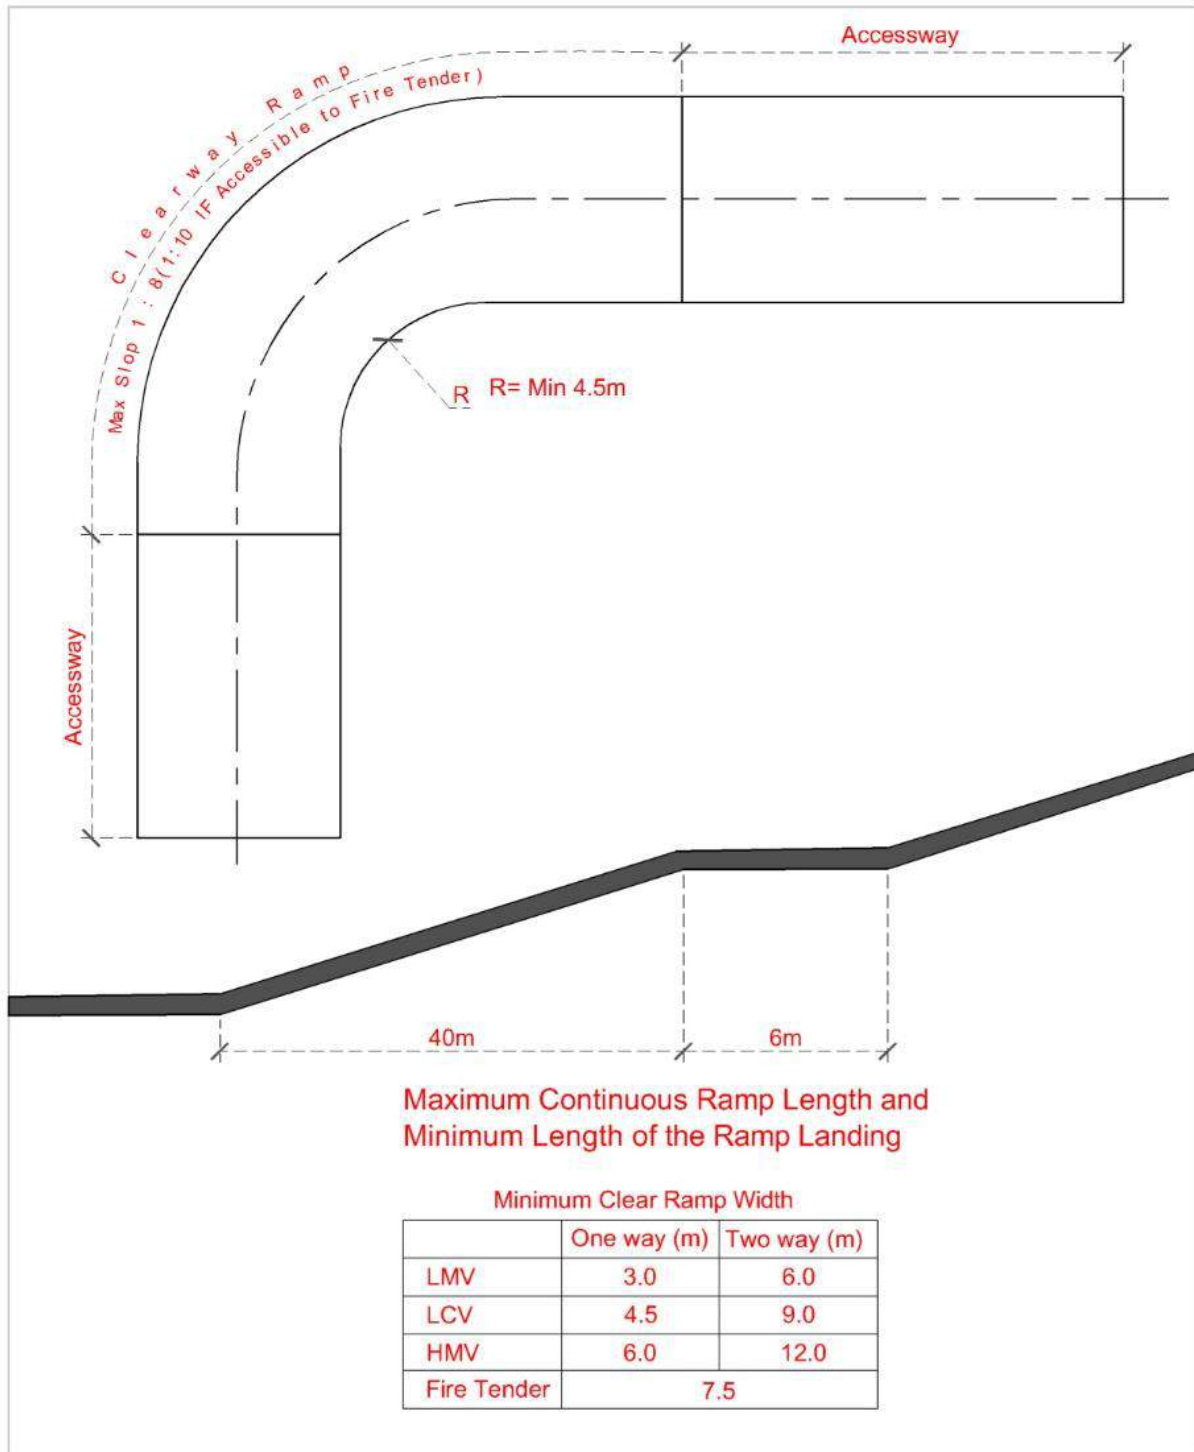 Accessway
Clearway Ramp
Max Slop 1 : 8(1:10 IF Accessible to Fire Tender)
R R= Min 4.5m
Accessway
40m 6m
Maximum Continuous Ramp Length and
Minimum Length of the Ramp Landing
Minimum Clear Ramp Width
One way (m) Two way (m)
LMV 3.0 6.0
LCV 4.5 9.0
HMV 6.0 12.0
Fire Tender 7.5